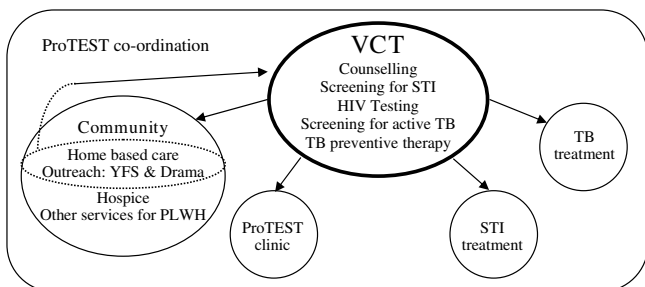 ProTEST co-ordination
VCT
Counselling
Screening for STI
HIV Testing
Screening for active TB
TB preventive therapy
Community
Home based care
Outreach: YFS & Drama
Hospice
Other services for PLWH
ProTEST
clinic
STI
treatment
TB
treatment